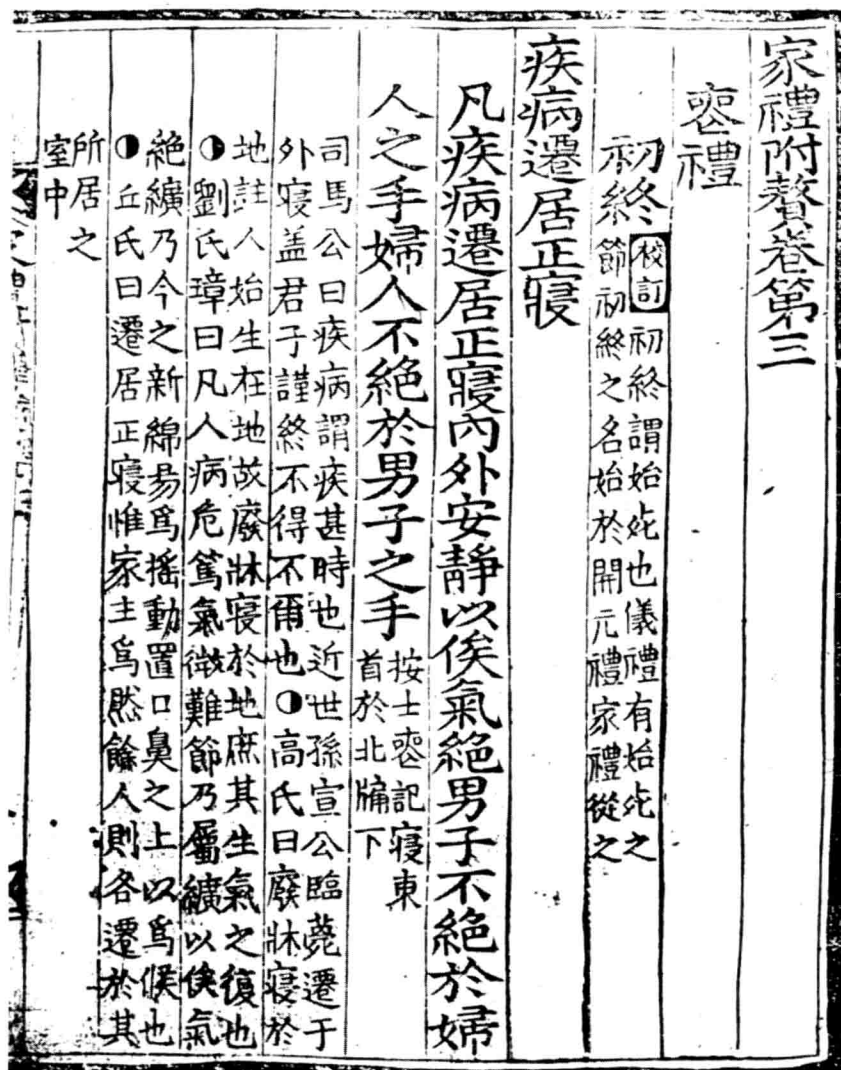 家禮附贅卷第三
喪禮
初終 校訂 初終謂始死也儀禮有始死之
節初終之名始於開元禮家禮從之
疾病遷居正寢
凡疾病遷居正寢內外安靜以俟氣絕男子不絕於婦
人之手婦人不絕於男子之手 按士喪記寢東
首於北牖下
司馬公曰疾病謂疾甚時也近世孫宣公臨薨遷于
外寢盖君子謹終不得不爾也◑高氏曰廢牀寢於
地註人始生在地故廢牀寢於地庶其生氣之復也
◑劉氏璋曰凡人病危篤氣微難節乃屬纊以俟氣
絶纊乃今之新綿易爲搖動置口鼻之上以爲候也
◑丘氏曰遷居正寢惟家主爲然餘人則各遷於其
所居之
室中